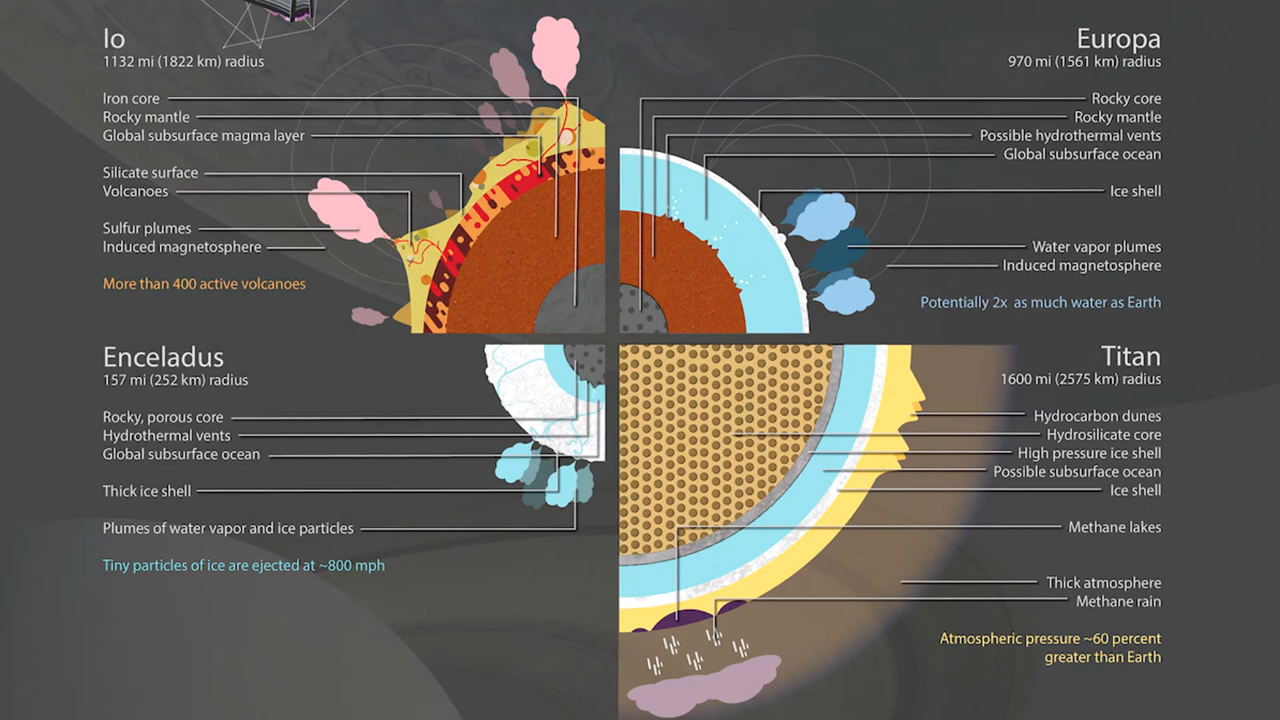 Io
1132 mi (1822 km) radius
Iron core
Rocky mantle
Global subsurface magma layer
Silicate surface
Volcanoes
Sulfur plumes
Induced magnetosphere
More than 400 active volcanoes
Europa
970 mi (1561 km) radius
Rocky core
Rocky mantle
Possible hydrothermal vents
Global subsurface ocean
Ice shell
Water vapor plumes
Induced magnetosphere
Potentially 2x as much water as Earth
Enceladus
157 mi (252 km) radius
Rocky, porous core
Hydrothermal vents
Global subsurface ocean
Thick ice shell
Plumes of water vapor and ice particles
Tiny particles of ice are ejected at ~800 mph
Titan
1600 mi (2575 km) radius
Hydrocarbon dunes
Hydrosilicate core
High pressure ice shell
Possible subsurface ocean
Ice shell
Methane lakes
Thick atmosphere
Methane rain
Atmospheric pressure ~60 percent
greater than Earth